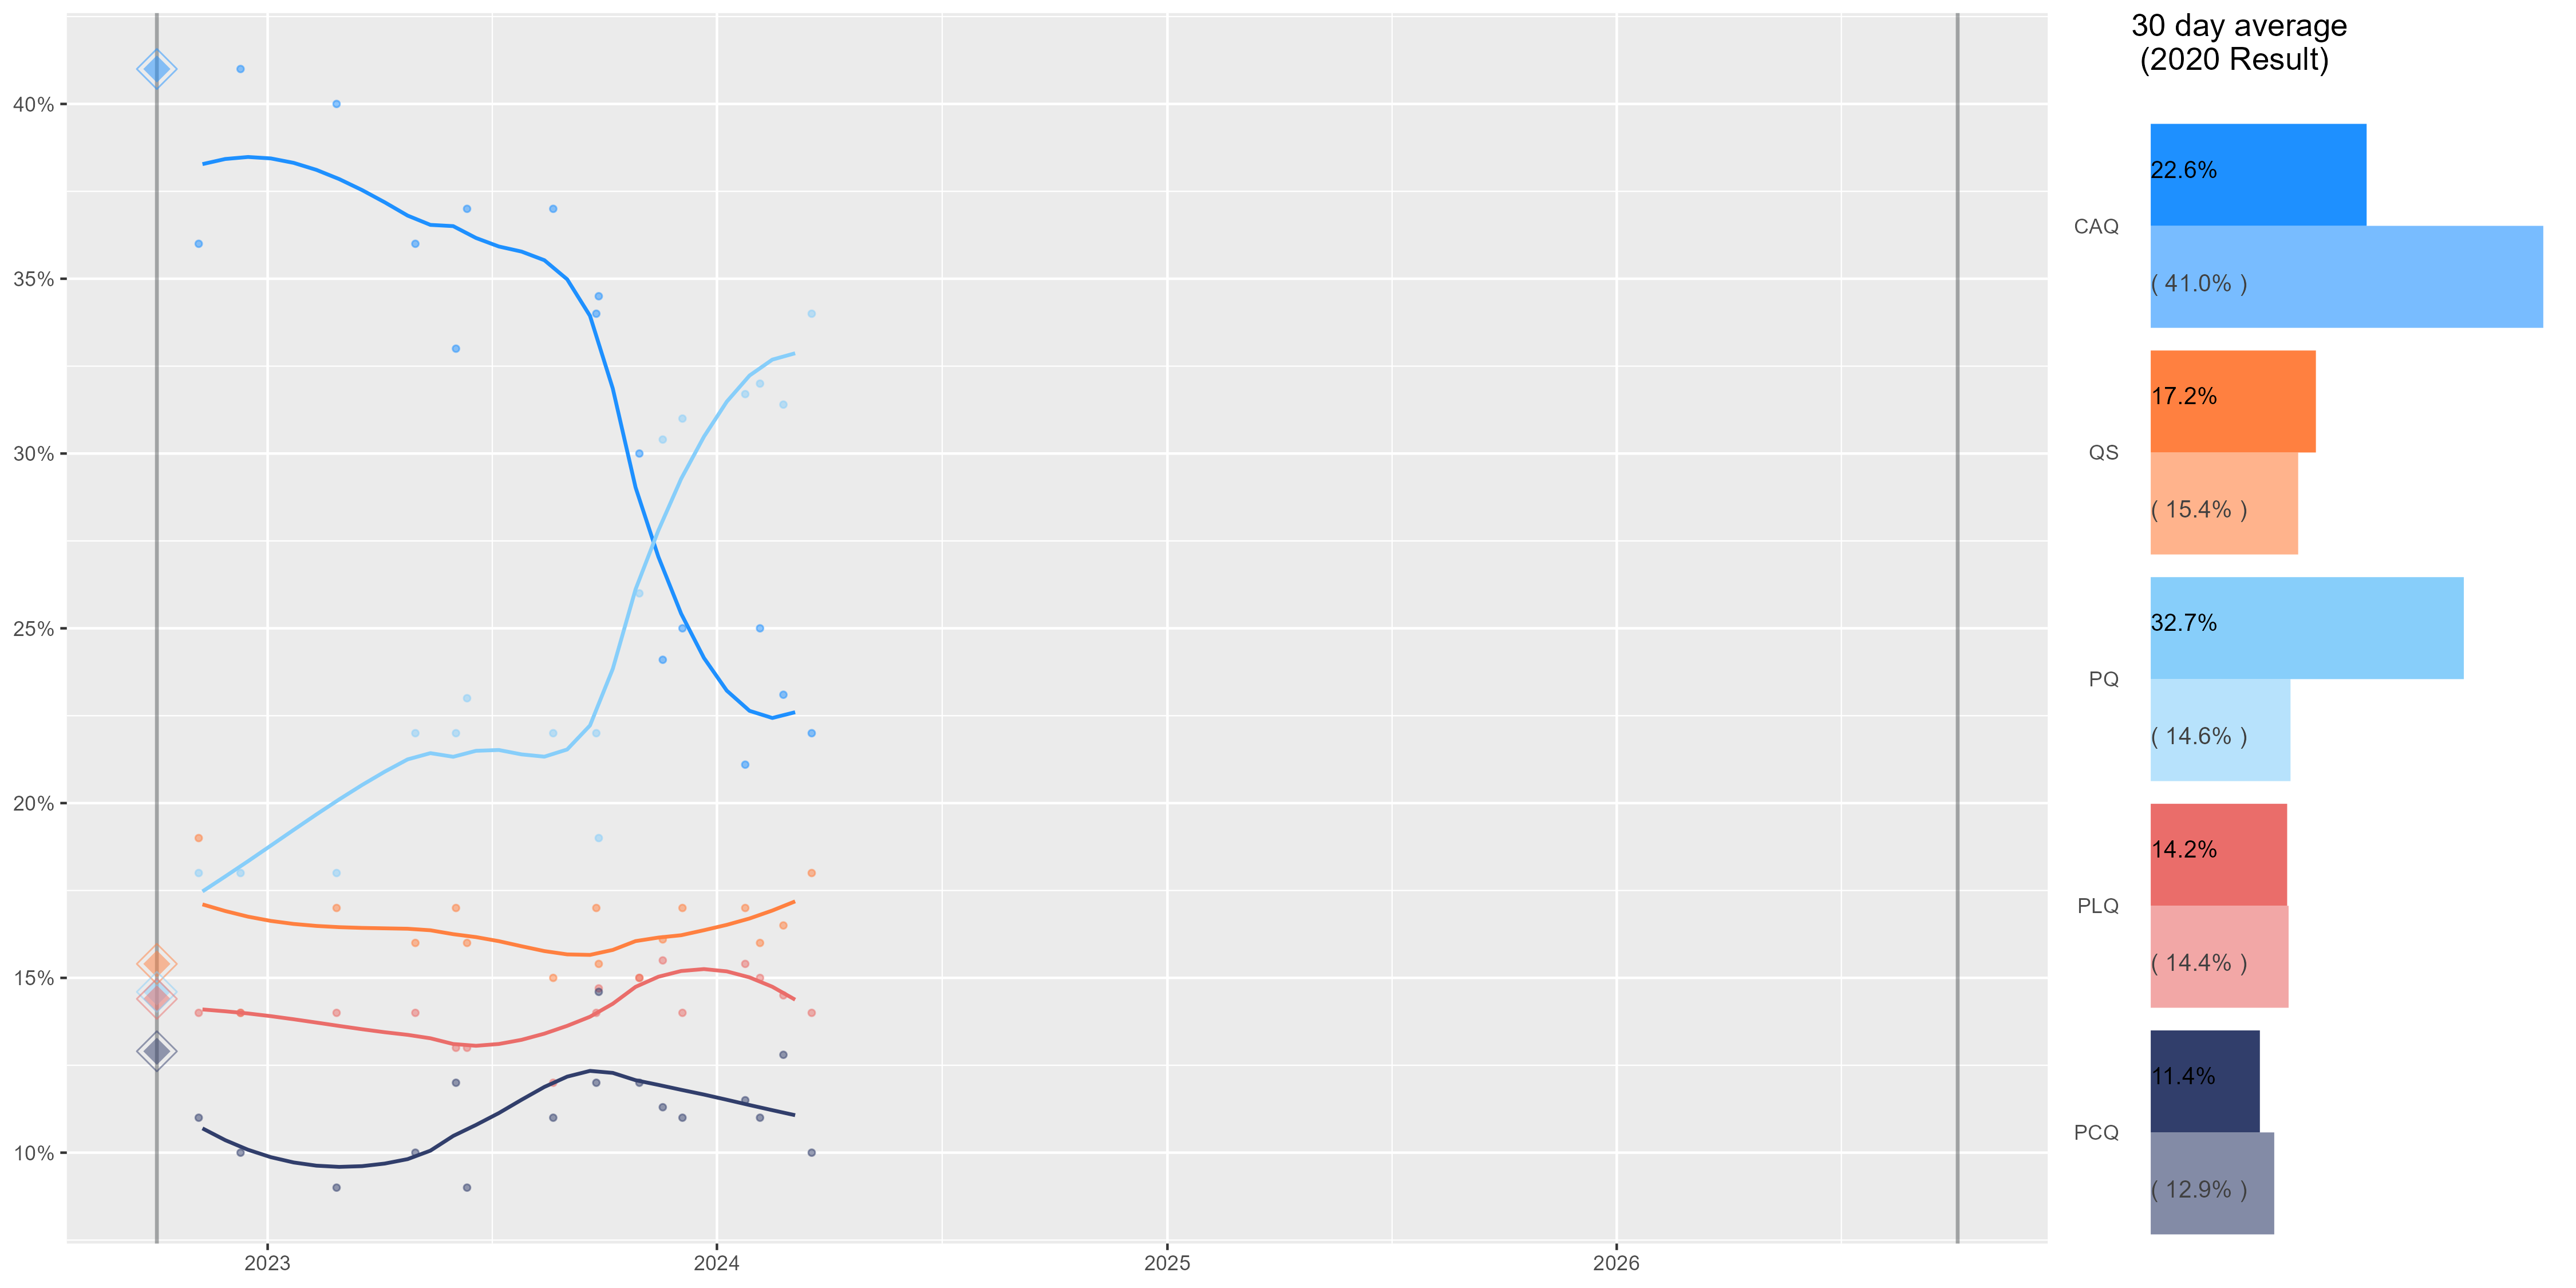 40%
35%
30%
25%
20%
15%
10%
2023
2024
2025
2026
30 day average
(2020 Result)
CAQ
22.6%
( 41.0% )
QS
17.2%
( 15.4% )
PQ
32.7%
( 14.6% )
PLQ
14.2%
( 14.4% )
PCQ
11.4%
( 12.9% )